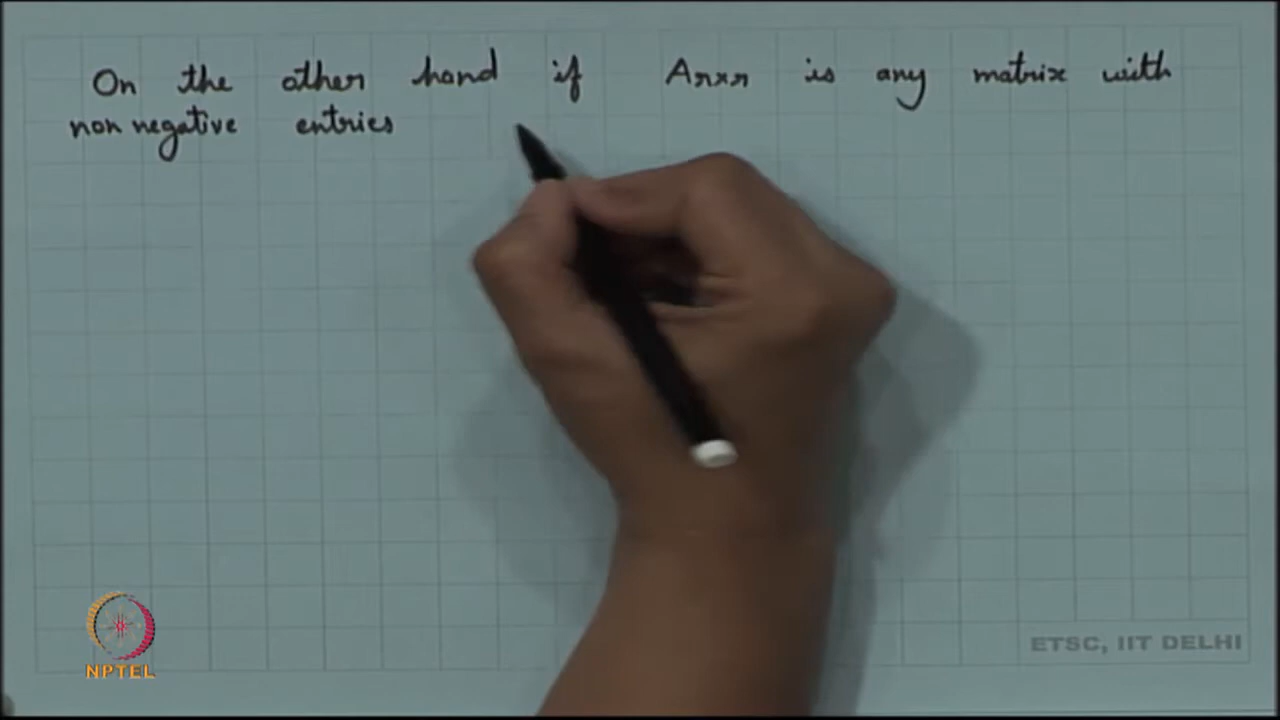 On the other hand if Anxn is any matrix with
non negative entries
NPTEL
ETSC, IIT DELHI